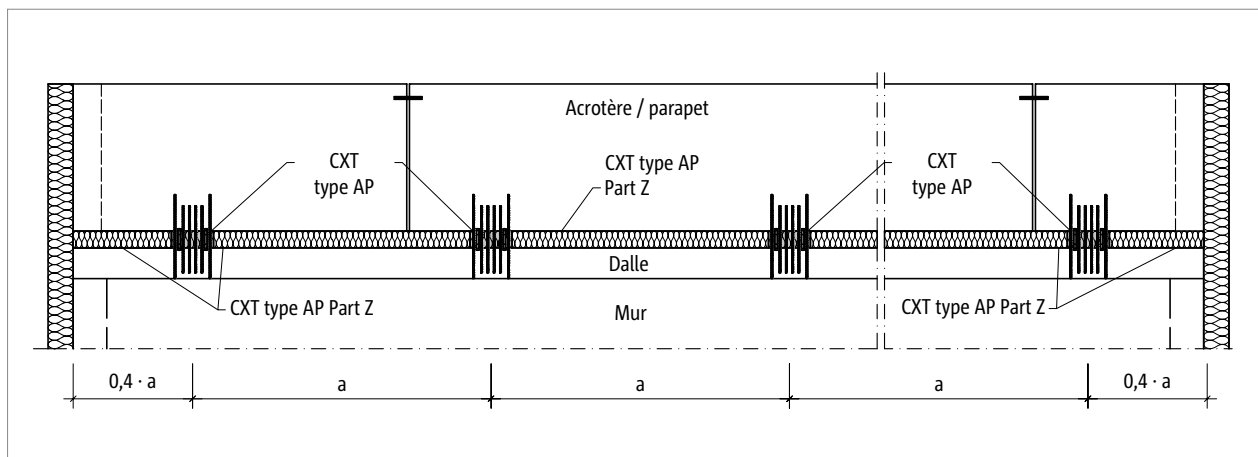 Acrotère / parapet
CXT
type AP
CXT type AP
Part Z
CXT
type AP
Dalle
CXT type AP Part Z
CXT type AP Part Z
Mur
0,4 · a
a
a
a
0,4 · a